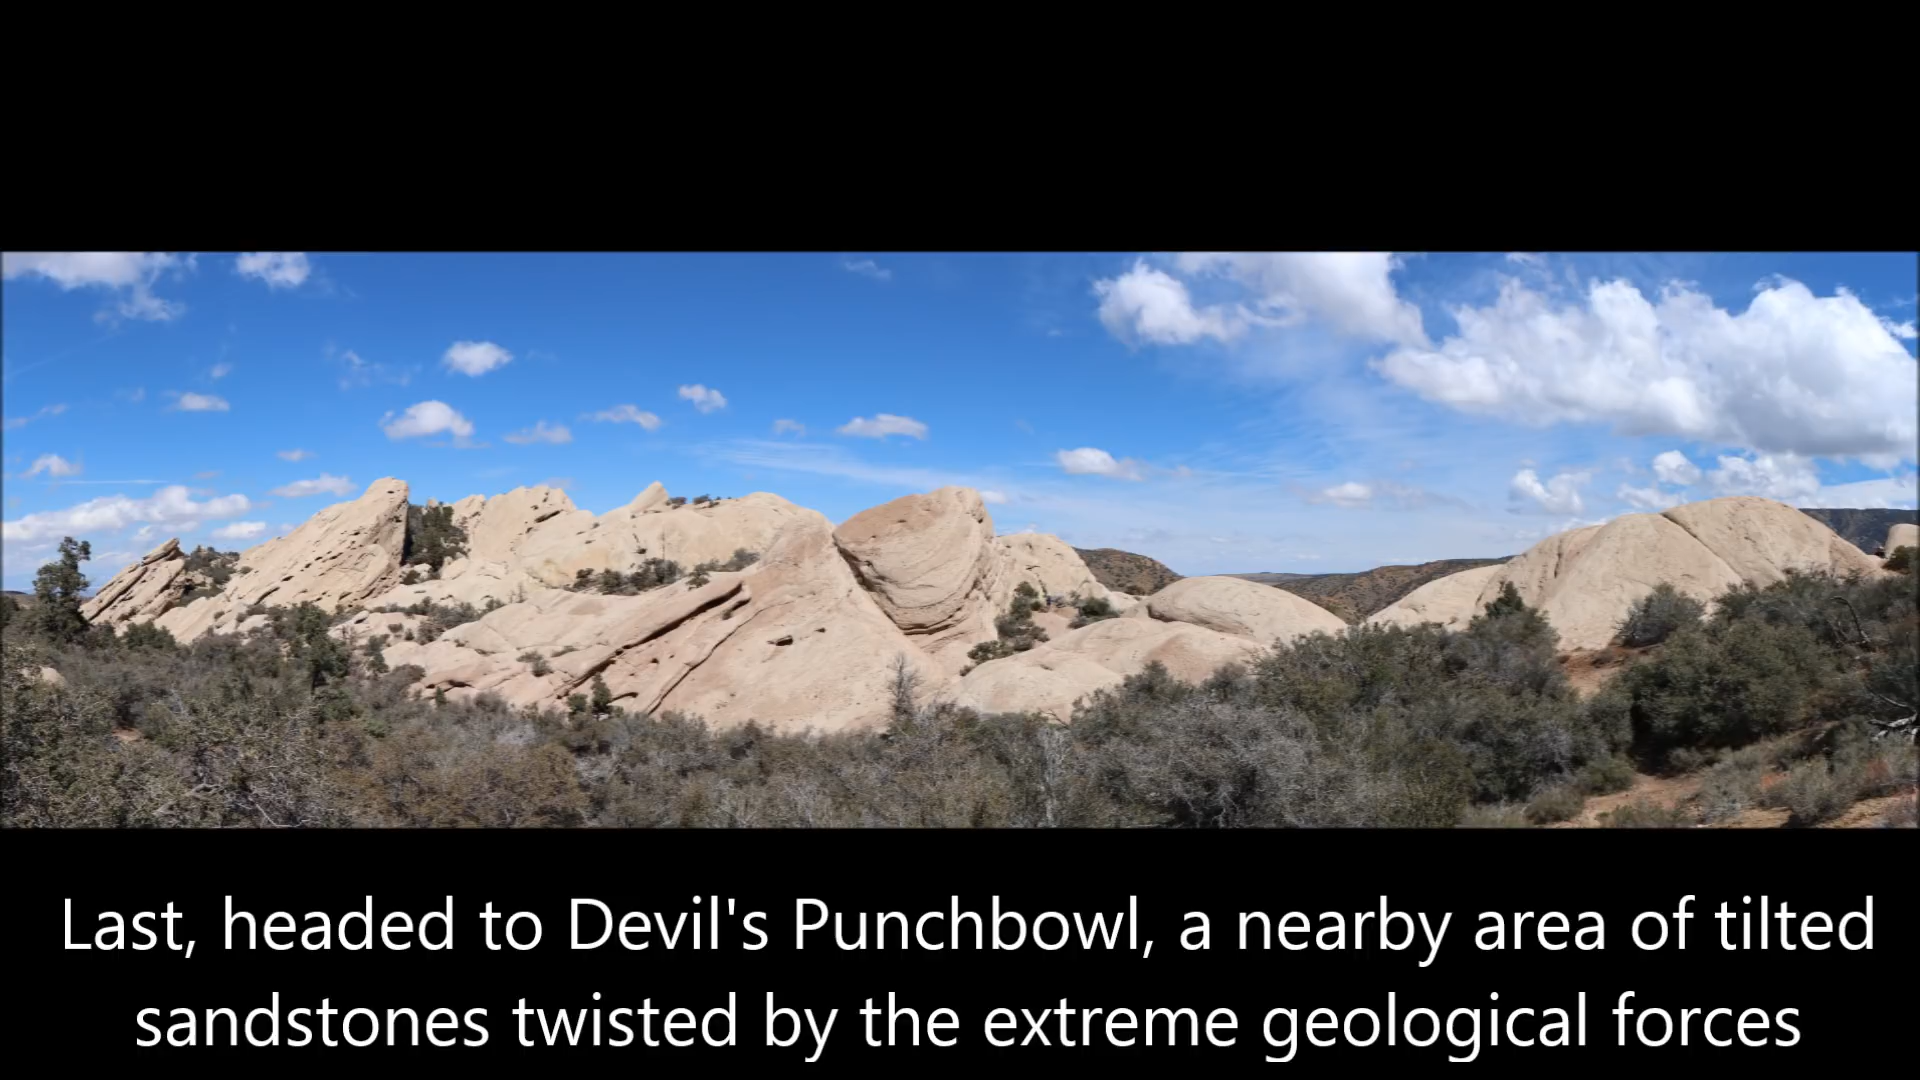 Last, headed to Devil's Punchbowl, a nearby area of tilted
sandstones twisted by the extreme geological forces